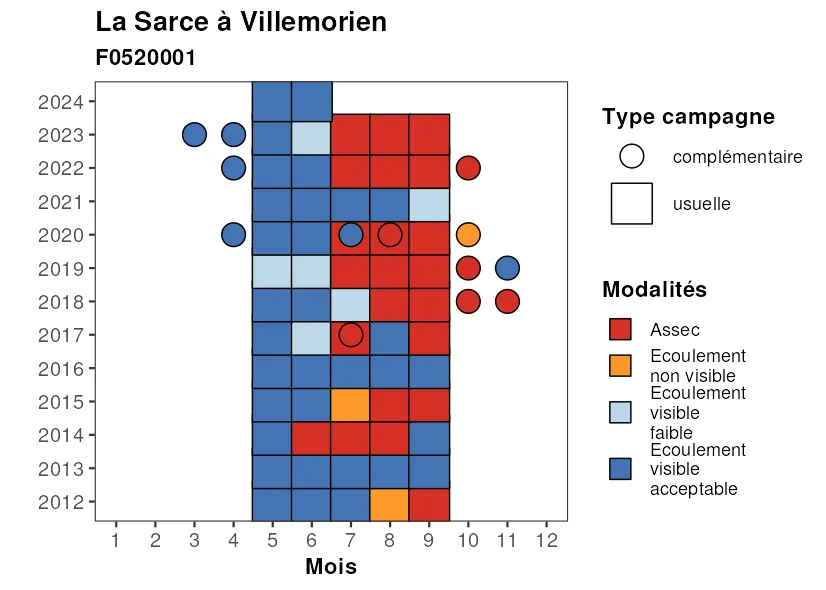 La Sarce à Villemorien
F0520001
2024
2023
2022
2021
2020
2019
2018
2017
2016
2015
2014
2013
2012
1 2 3 4 5 6 7 8 9 10 11 12
Mois
Type campagne
complémentaire
usuelle
Modalités
Assec
Ecoulement
non visible
Ecoulement
visible
faible
Ecoulement
visible
acceptable